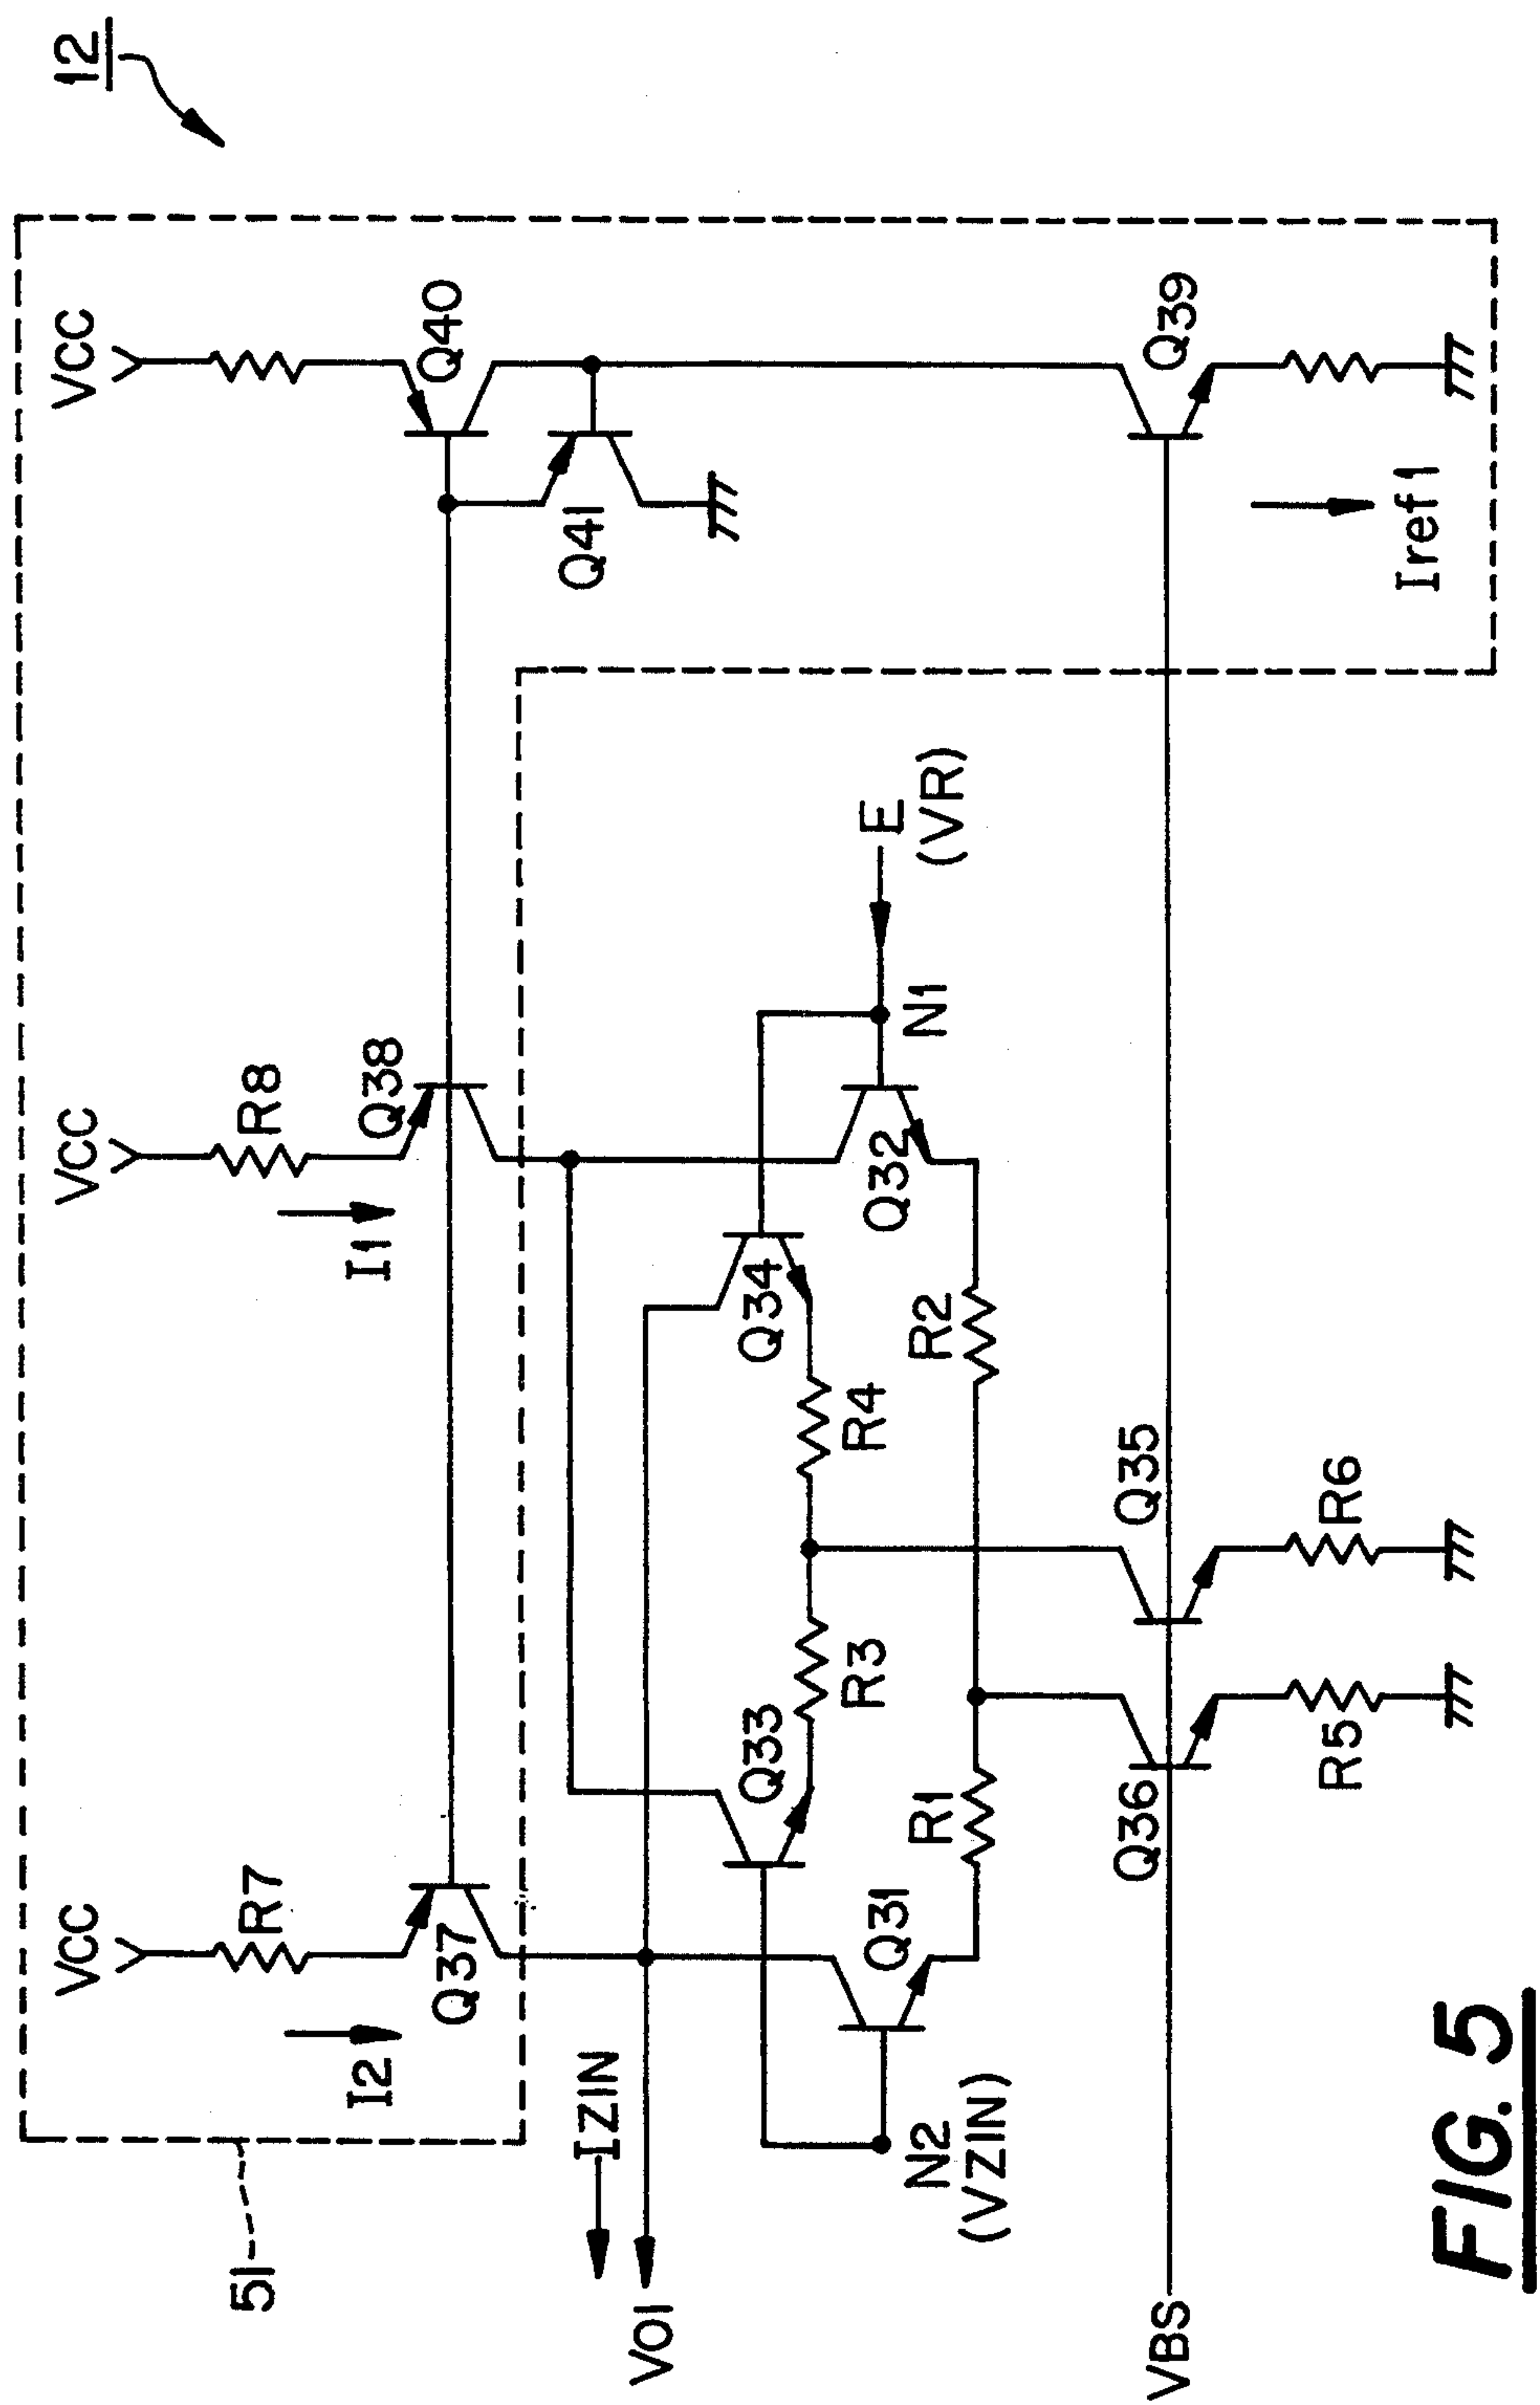 12
VCC
VCC
VCC
R7
R8
I2
I1
Q37
Q38
Q40
Q41
51
IZIN
VO1
Q33
Q34
R3
R4
Q31
Q32
N2
(VZIN)
R1
R2
N1
E
(VR)
VBS
Q36
Q35
Q39
R5
R6
Iref1
FIG. 5